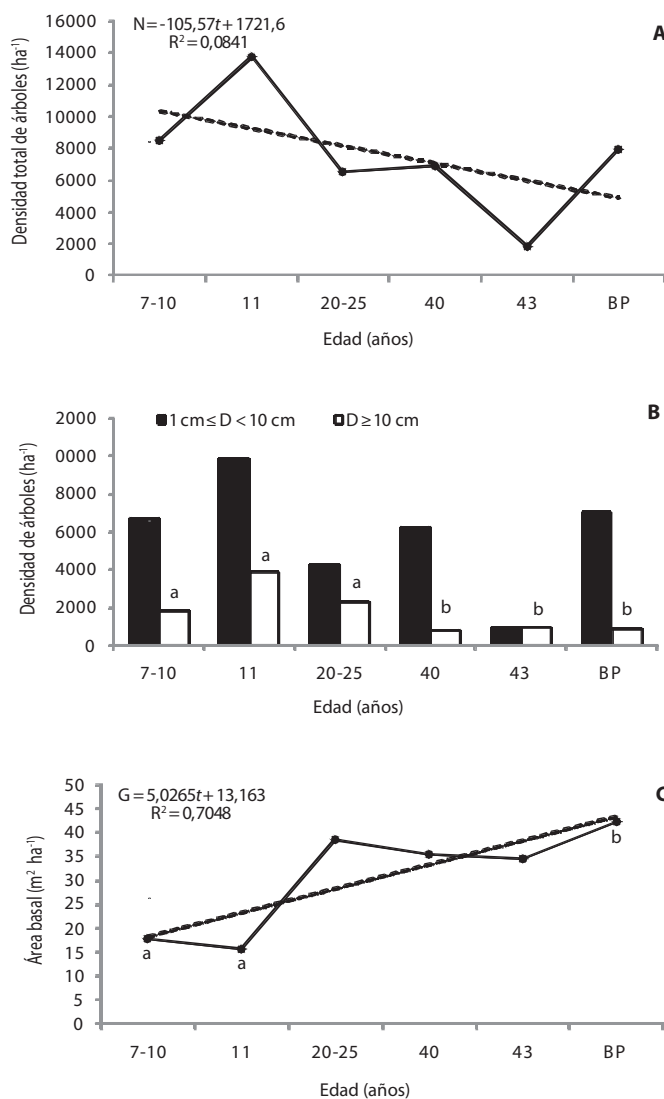 N=-105,57t+1721,6
R²=0,0841
A
16000
14000
12000
10000
8000
6000
4000
2000
0
Densidad total de árboles (ha⁻¹)
7-10 11 20-25 40 43 BP
Edad (años)
B
1 cm ≤ D < 10 cm D ≥ 10 cm
2000
0000
8000
6000
4000
2000
0
Densidad de árboles (ha⁻¹)
a a a b b b
7-10 11 20-25 40 43 BP
Edad (años)
C
G=5,0265t+13,163
R²=0,7048
50
45
40
35
30
25
20
15
10
5
0
Área basal (m² ha⁻¹)
a a b
7-10 11 20-25 40 43 BP
Edad (años)